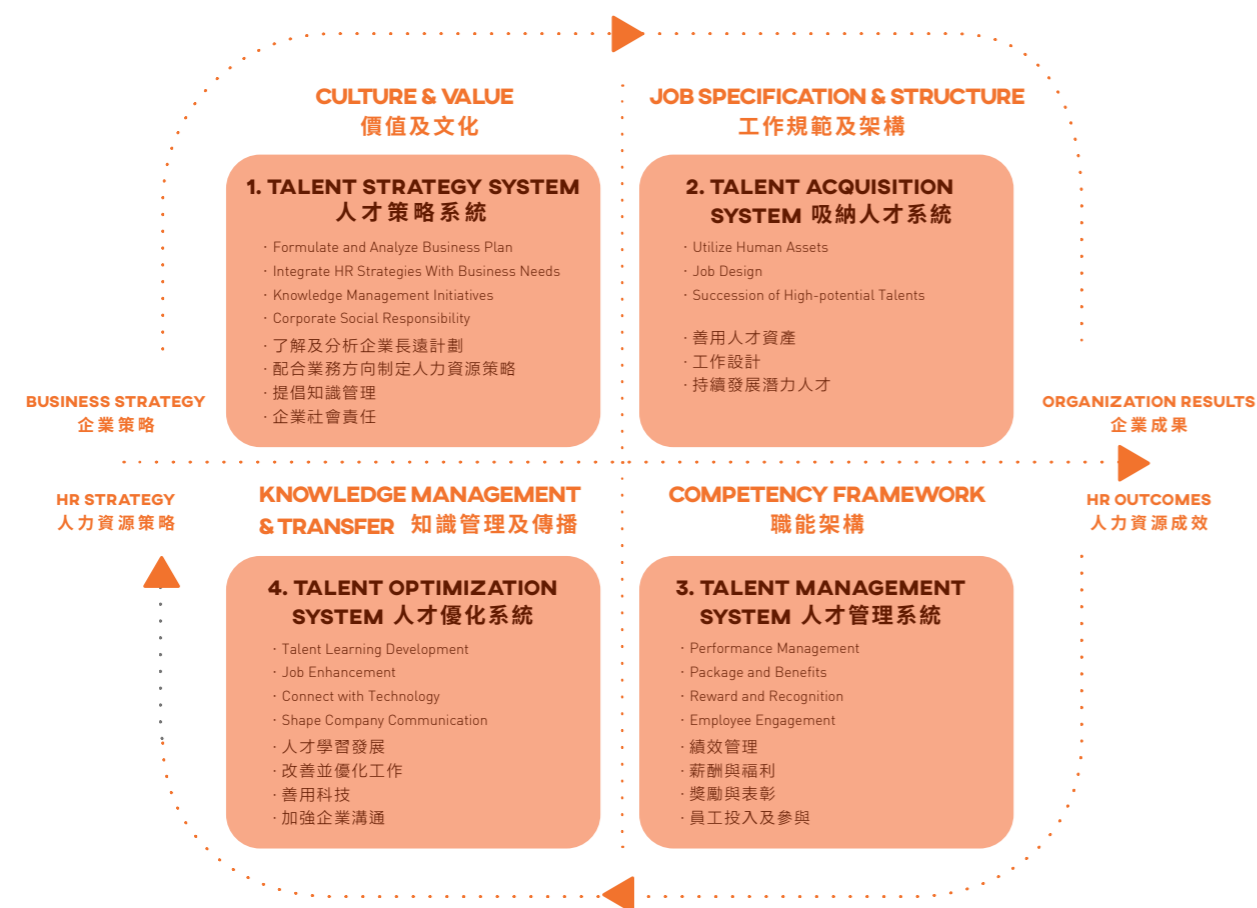 CULTURE & VALUE
價值及文化
JOB SPECIFICATION & STRUCTURE
工作規範及架構
1. TALENT STRATEGY SYSTEM
人才策略系統
· Formulate and Analyze Business Plan
· Integrate HR Strategies With Business Needs
· Knowledge Management Initiatives
· Corporate Social Responsibility
· 了解及分析企業長遠計劃
· 配合業務方向制定人力資源策略
· 提倡知識管理
· 企業社會責任
2. TALENT ACQUISITION
SYSTEM 吸納人才系統
· Utilize Human Assets
· Job Design
· Succession of High-potential Talents
· 善用人才資產
· 工作設計
· 持續發展潛力人才
BUSINESS STRATEGY
企業策略
ORGANIZATION RESULTS
企業成果
HR STRATEGY
人力資源策略
HR OUTCOMES
人力資源成效
KNOWLEDGE MANAGEMENT
& TRANSFER 知識管理及傳播
COMPETENCY FRAMEWORK
職能架構
4. TALENT OPTIMIZATION
SYSTEM 人才優化系統
· Talent Learning Development
· Job Enhancement
· Connect with Technology
· Shape Company Communication
· 人才學習發展
· 改善並優化工作
· 善用科技
· 加強企業溝通
3. TALENT MANAGEMENT
SYSTEM 人才管理系統
· Performance Management
· Package and Benefits
· Reward and Recognition
· Employee Engagement
· 績效管理
· 薪酬與福利
· 獎勵與表彰
· 員工投入及參與